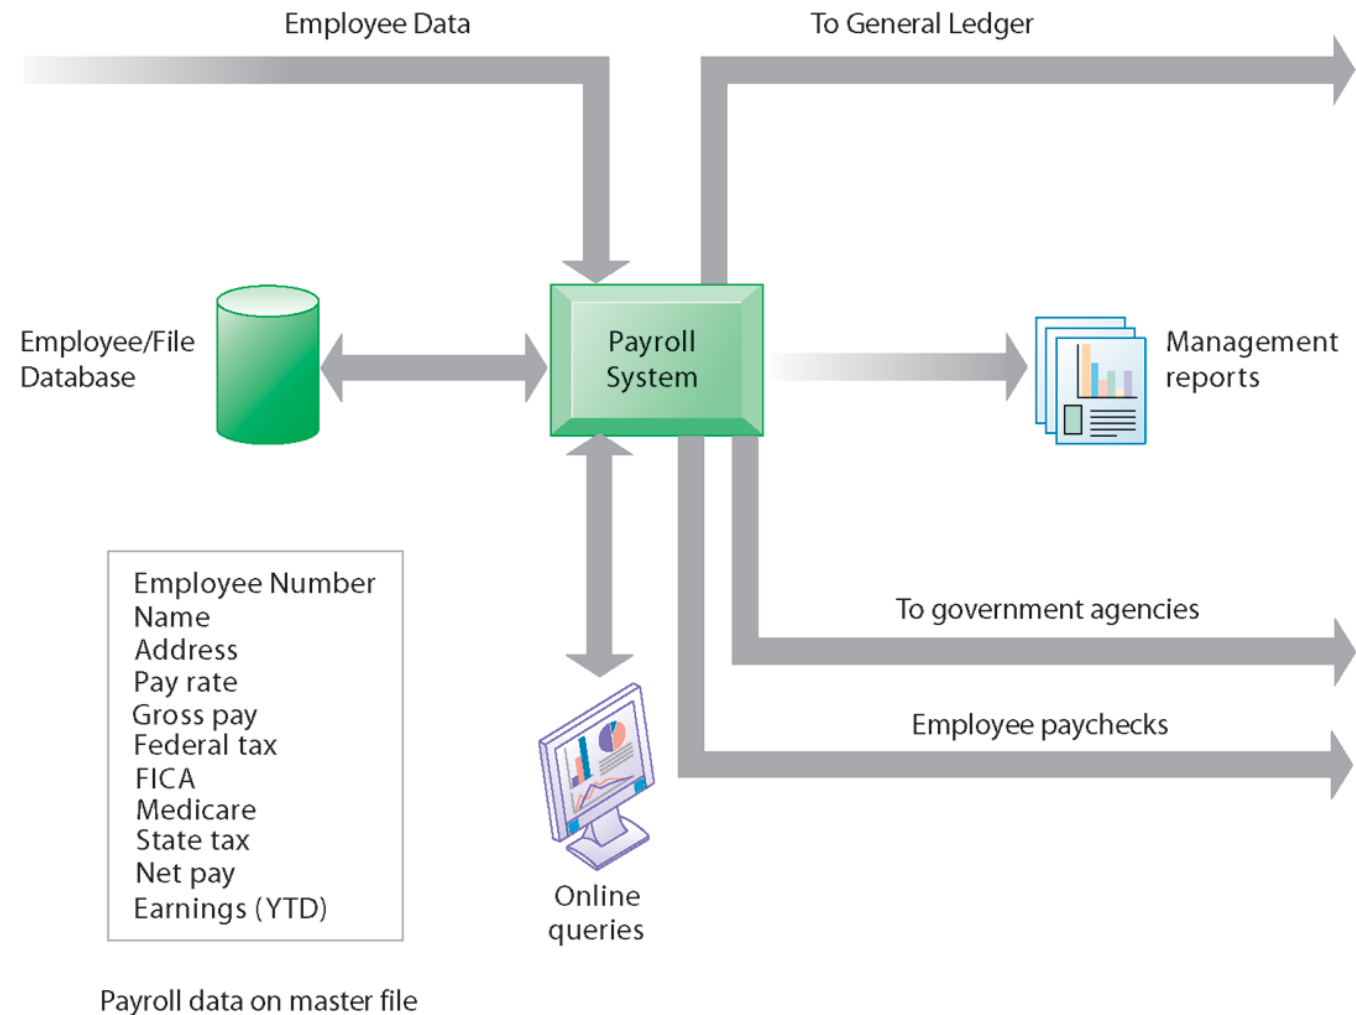 Employee Data
To General Ledger
Employee/File
Database
Payroll
System
Management
reports
To government agencies
Employee paychecks
Employee Number
Name
Address
Pay rate
Gross pay
Federal tax
FICA
Medicare
State tax
Net pay
Earnings (YTD)
Online
queries
Payroll data on master file